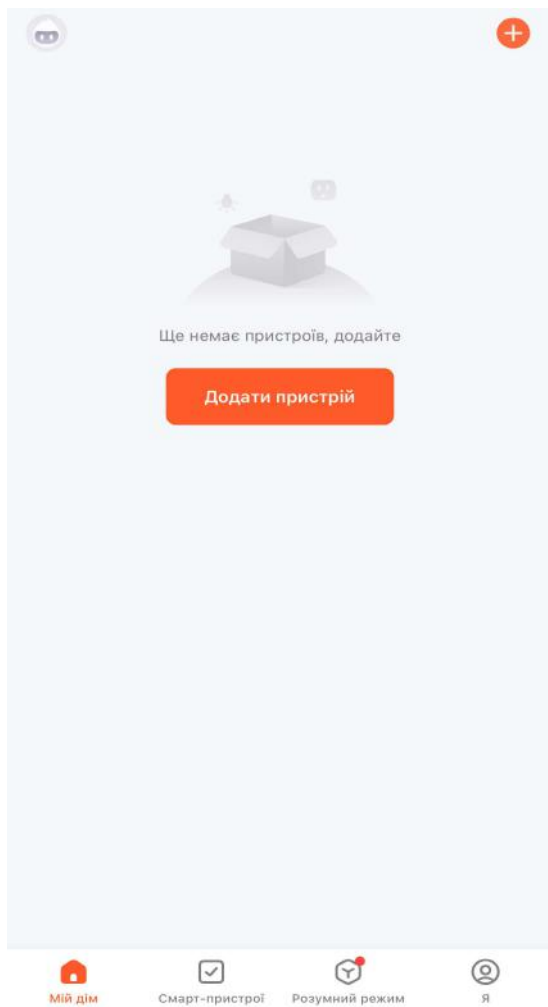 Ще немає пристроїв, додайте
Додати пристрій
Мій дім
Смарт-пристрої
Розумний режим
Я